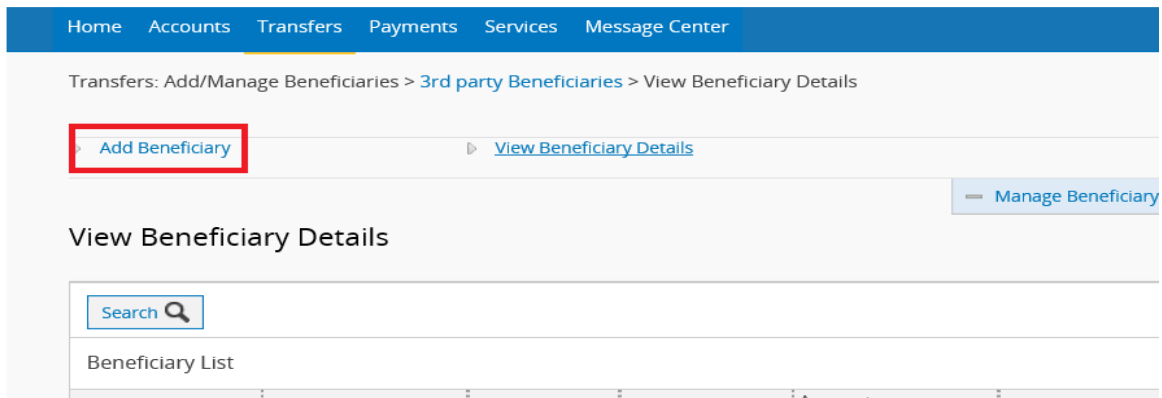 Home Accounts Transfers Payments Services Message Center
Transfers: Add/Manage Beneficiaries > 3rd party Beneficiaries > View Beneficiary Details
Add Beneficiary View Beneficiary Details
Manage Beneficiary
View Beneficiary Details
Search
Beneficiary List